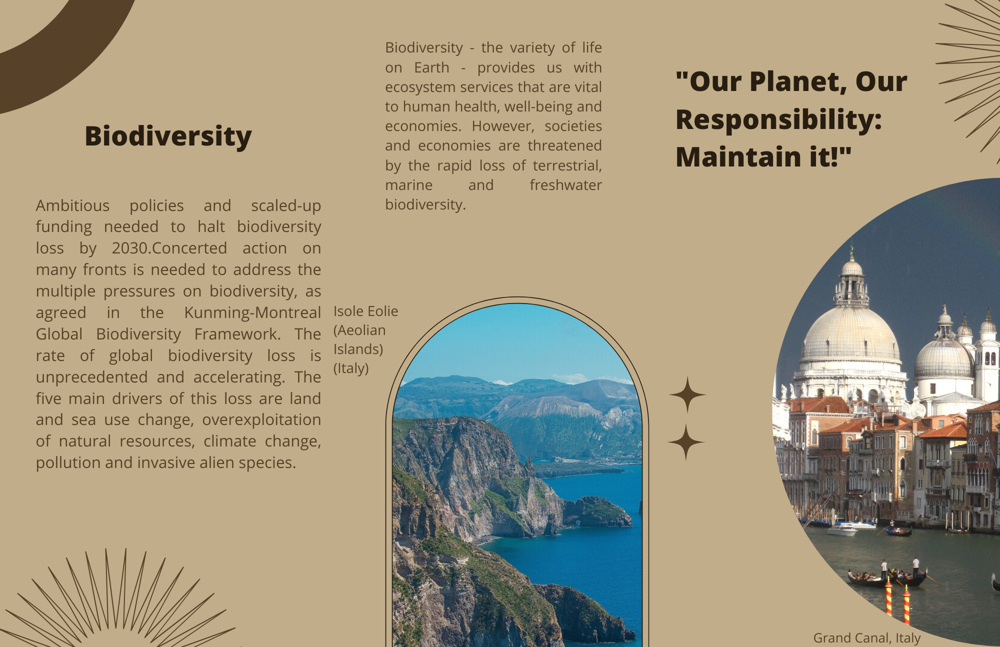 Biodiversity
Ambitious policies and scaled-up
funding needed to halt biodiversity
loss by 2030.Concerted action on
many fronts is needed to address the
multiple pressures on biodiversity, as
agreed in the Kunming-Montreal
Global Biodiversity Framework. The
rate of global biodiversity loss is
unprecedented and accelerating. The
five main drivers of this loss are land
and sea use change, overexploitation
of natural resources, climate change,
pollution and invasive alien species.
Biodiversity - the variety of life
on Earth - provides us with
ecosystem services that are vital
to human health, well-being and
economies. However, societies
and economies are threatened
by the rapid loss of terrestrial,
marine and freshwater
biodiversity.
Isole Eolie
(Aeolian
Islands)
(Italy)
"Our Planet, Our
Responsibility:
Maintain it!"
Grand Canal, Italy